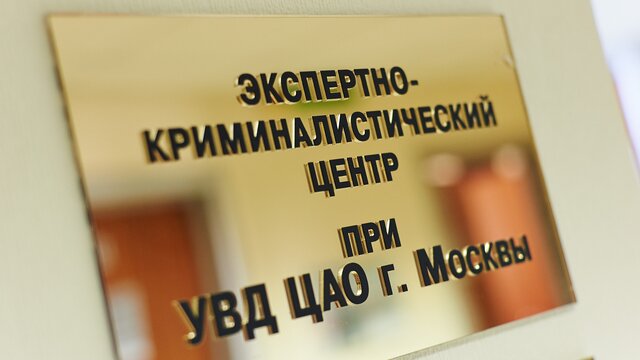 ЭКСПЕРТНО-
КРИМИНАЛИСТИЧЕСКИЙ
ЦЕНТР
ПРИ
УВД ЦАО г. Москвы